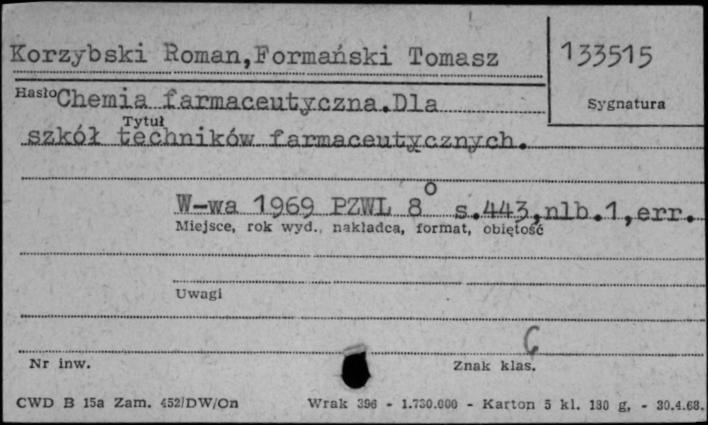 Korzybski Roman,Formański Tomasz
133515
Hasło
Chemia farmaceutyczna.Dla
Sygnatura
Tytuł
szkół techników farmaceutycznych.
W-wa 1969 PZWL 8° s.443,nlb.1,err.
Miejsce, rok wyd., nakładca, format, objętość
Uwagi
C
Nr inw.
Znak klas.
CWD B 15a Zam. 452/DW/On
Wrak 396 - 1.730.000 - Karton 5 kl. 180 g. - 30.4.68.